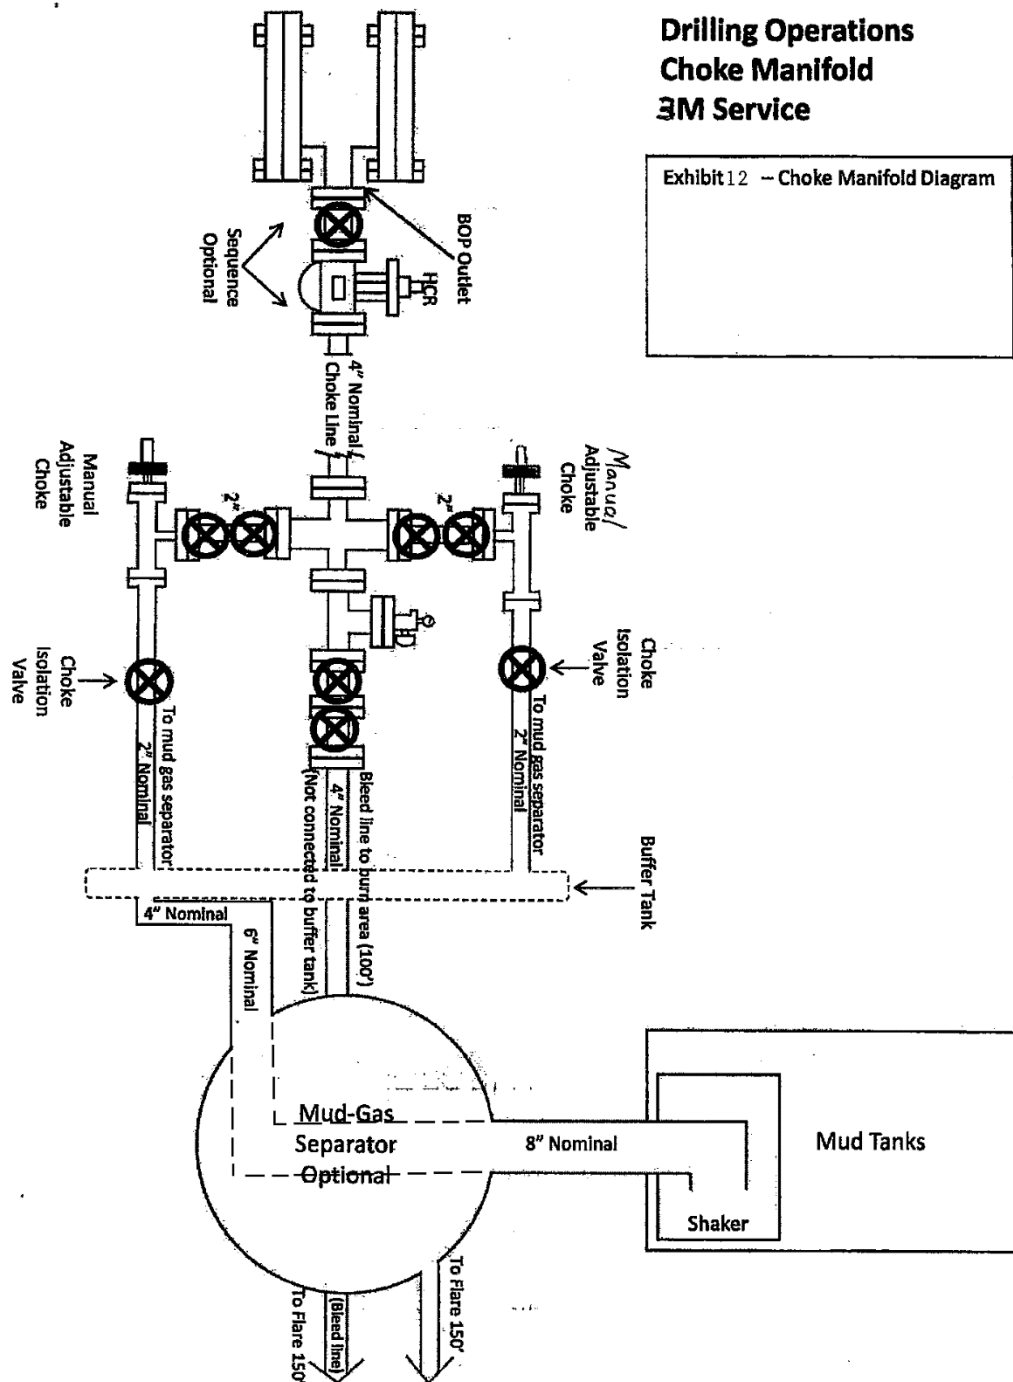 Drilling Operations
Choke Manifold
3M Service
Exhibit 12 – Choke Manifold Diagram
BOP Outlet
Sequence
Optional
HCR
4" Nominal
Choke Line
Manual
Adjustable
Choke
2"
2"
Manual
Adjustable
Choke
Choke
Isolation
Valve
Choke
Isolation
Valve
To mud gas separator
2" Nominal
Bleed line to burn area (100')
4" Nominal
(Not connected to buffer tank)
To mud gas separator
2" Nominal
Buffer Tank
4" Nominal
6" Nominal
Mud-Gas
Separator
Optional
8" Nominal
Mud Tanks
Shaker
To Flare 150'
(Bleed line)
To Flare 150'